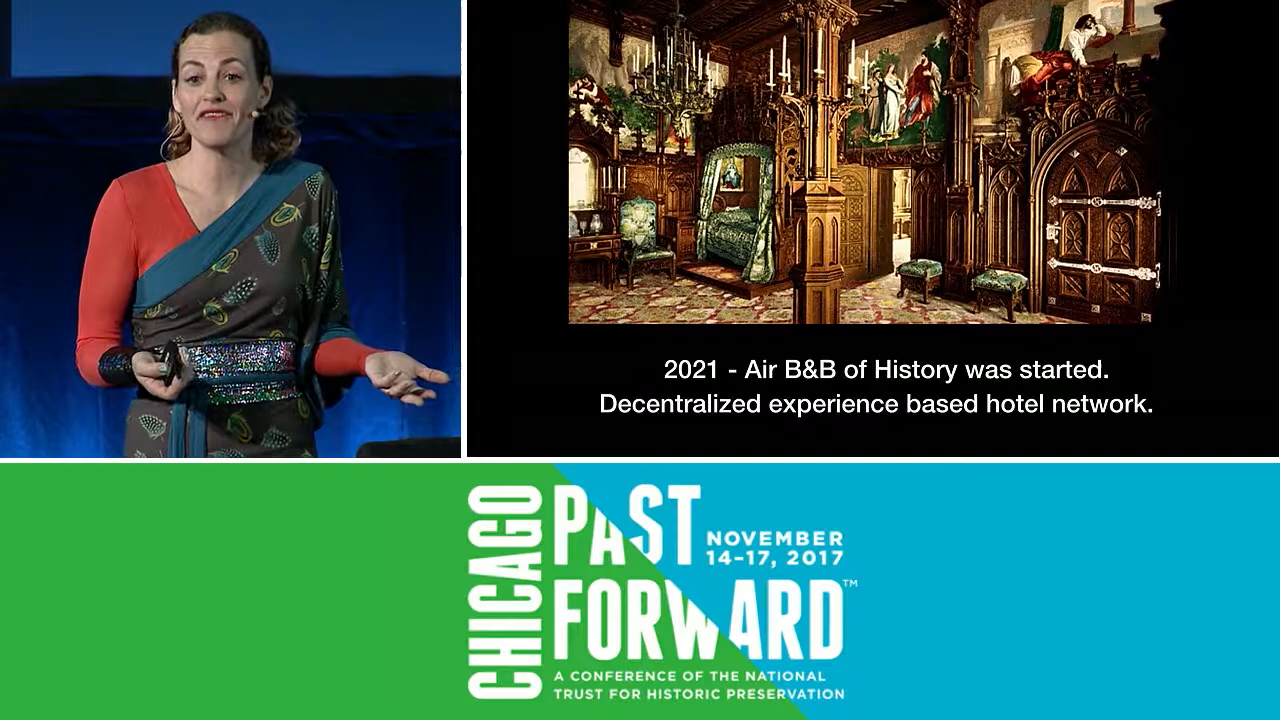 2021 - Air B&B of History was started.
Decentralized experience based hotel network.
CHICAGO
PAST
NOVEMBER
14-17, 2017
FORWARD™
A CONFERENCE OF THE NATIONAL
TRUST FOR HISTORIC PRESERVATION